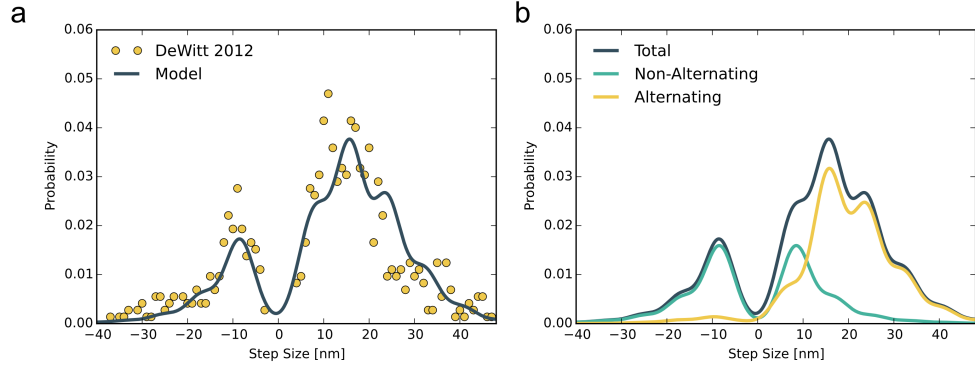 a
0.06
0.05
0.04
0.03
0.02
0.01
0.00
Probability
DeWitt 2012
Model
−40 −30 −20 −10 0 10 20 30 40
Step Size [nm]
b
0.06
0.05
0.04
0.03
0.02
0.01
0.00
Probability
Total
Non-Alternating
Alternating
−40 −30 −20 −10 0 10 20 30 40
Step Size [nm]